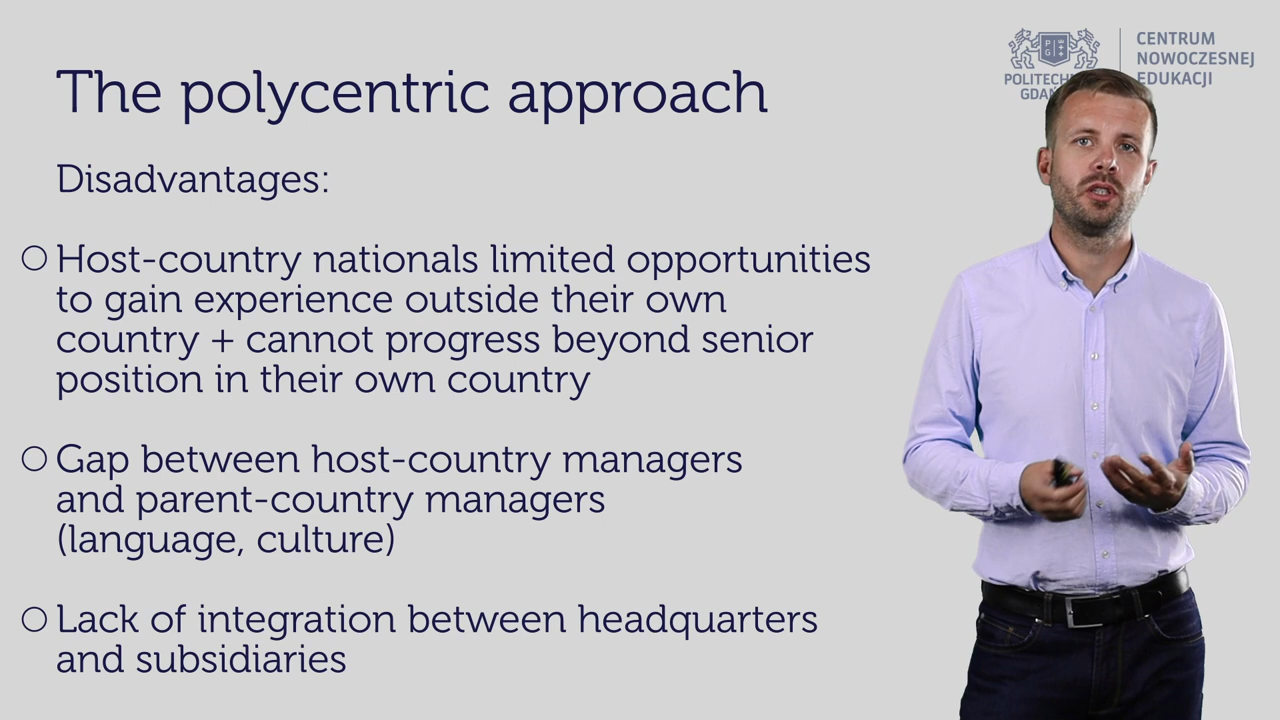 CENTRUM
NOWOCZESNEJ
EDUKACJI
PG
The polycentric approach
Disadvantages:
Host-country nationals limited opportunities
to gain experience outside their own
country + cannot progress beyond senior
position in their own country
Gap between host-country managers
and parent-country managers
(language, culture)
Lack of integration between headquarters
and subsidiaries